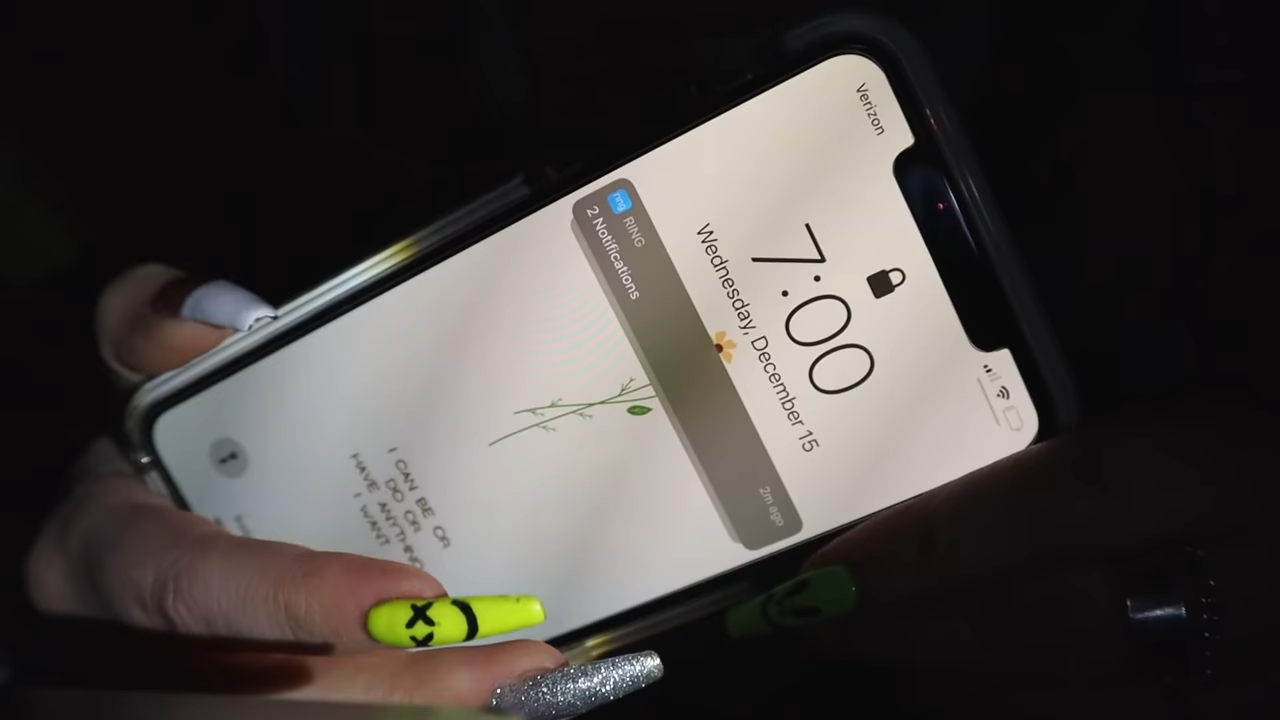 Verizon
7:00
Wednesday, December 15
ring
RING
2m ago
2 Notifications
I CAN BE OR
DO OR
HAVE ANYTHING
I WANT